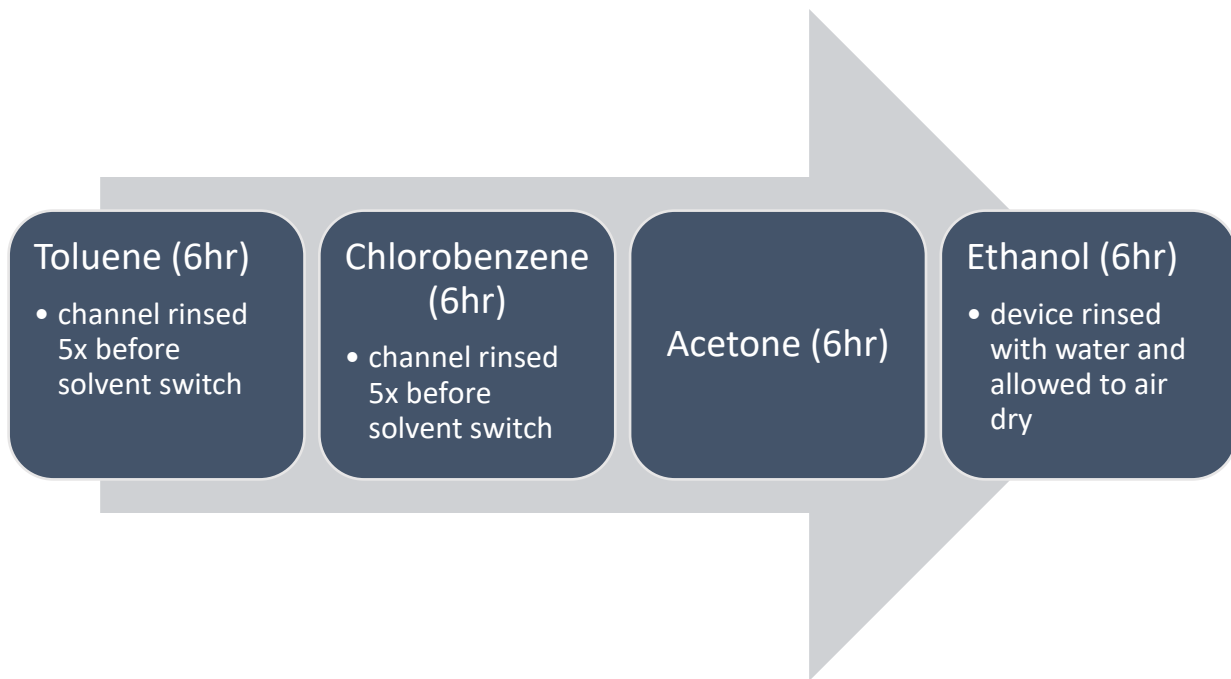 Toluene (6hr)
• channel rinsed
5x before
solvent switch
Chlorobenzene
(6hr)
• channel rinsed
5x before
solvent switch
Acetone (6hr)
Ethanol (6hr)
• device rinsed
with water and
allowed to air
dry